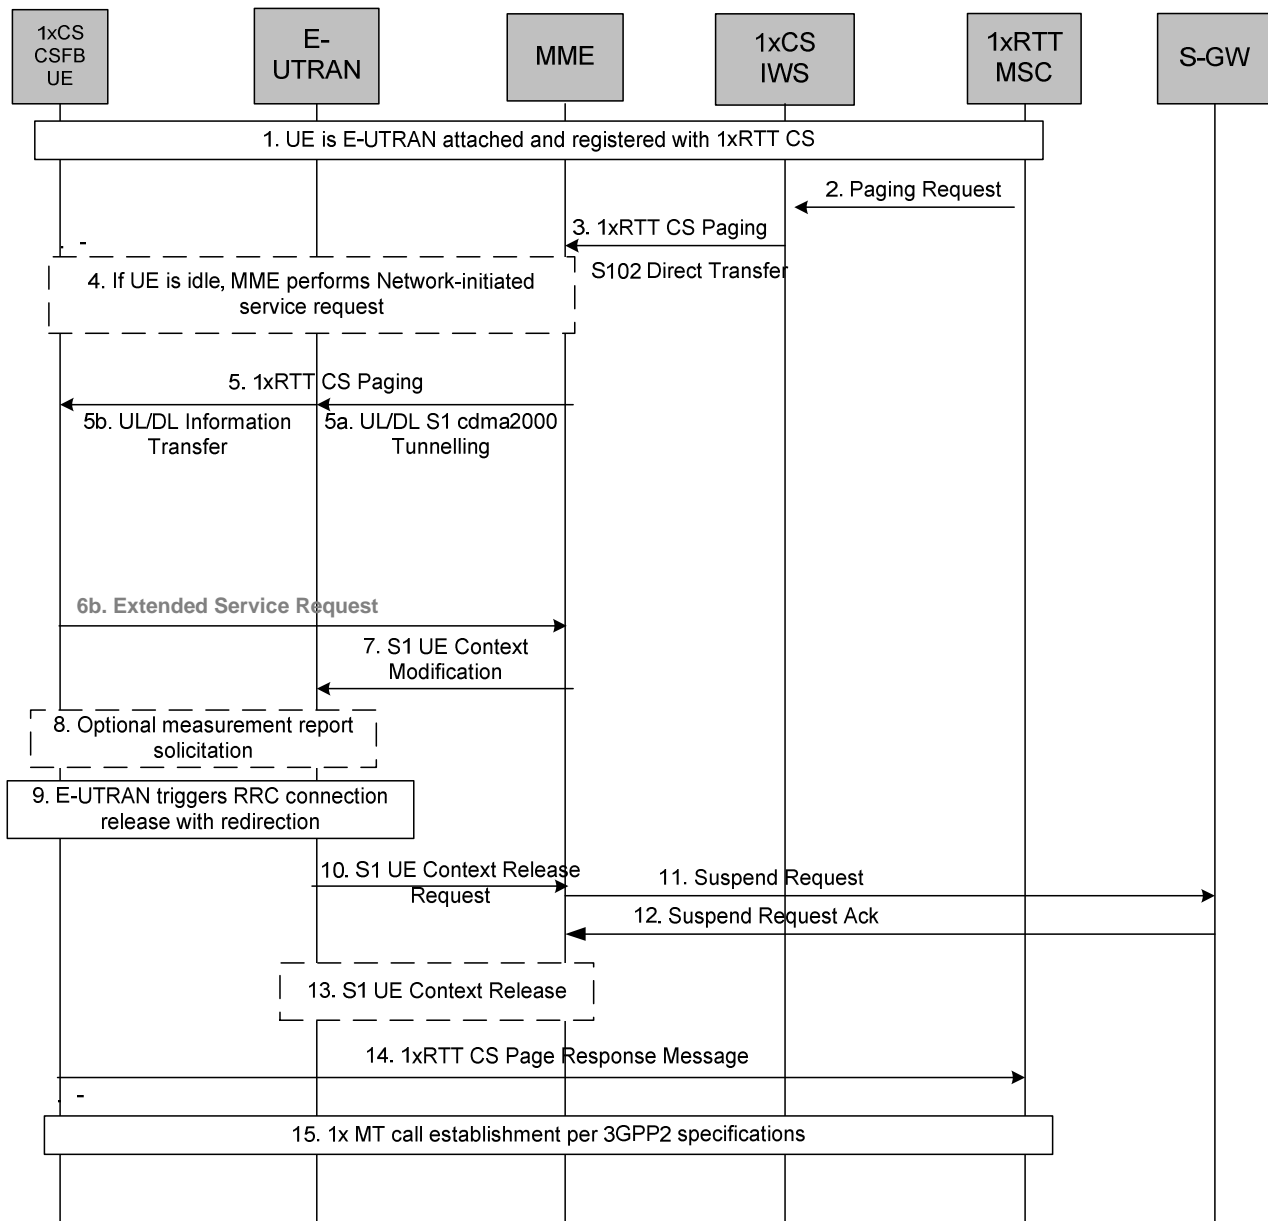 1xCS
CSFB
UE
E-
UTRAN
MME
1xCS
IWS
1xRTT
MSC
S-GW
1. UE is E-UTRAN attached and registered with 1xRTT CS
2. Paging Request
3. 1xRTT CS Paging
S102 Direct Transfer
4. If UE is idle, MME performs Network-initiated
service request
5. 1xRTT CS Paging
5b. UL/DL Information
Transfer
5a. UL/DL S1 cdma2000
Tunnelling
6b. Extended Service Request
7. S1 UE Context
Modification
8. Optional measurement report
solicitation
9. E-UTRAN triggers RRC connection
release with redirection
10. S1 UE Context Release
Request
11. Suspend Request
12. Suspend Request Ack
13. S1 UE Context Release
14. 1xRTT CS Page Response Message
15. 1x MT call establishment per 3GPP2 specifications